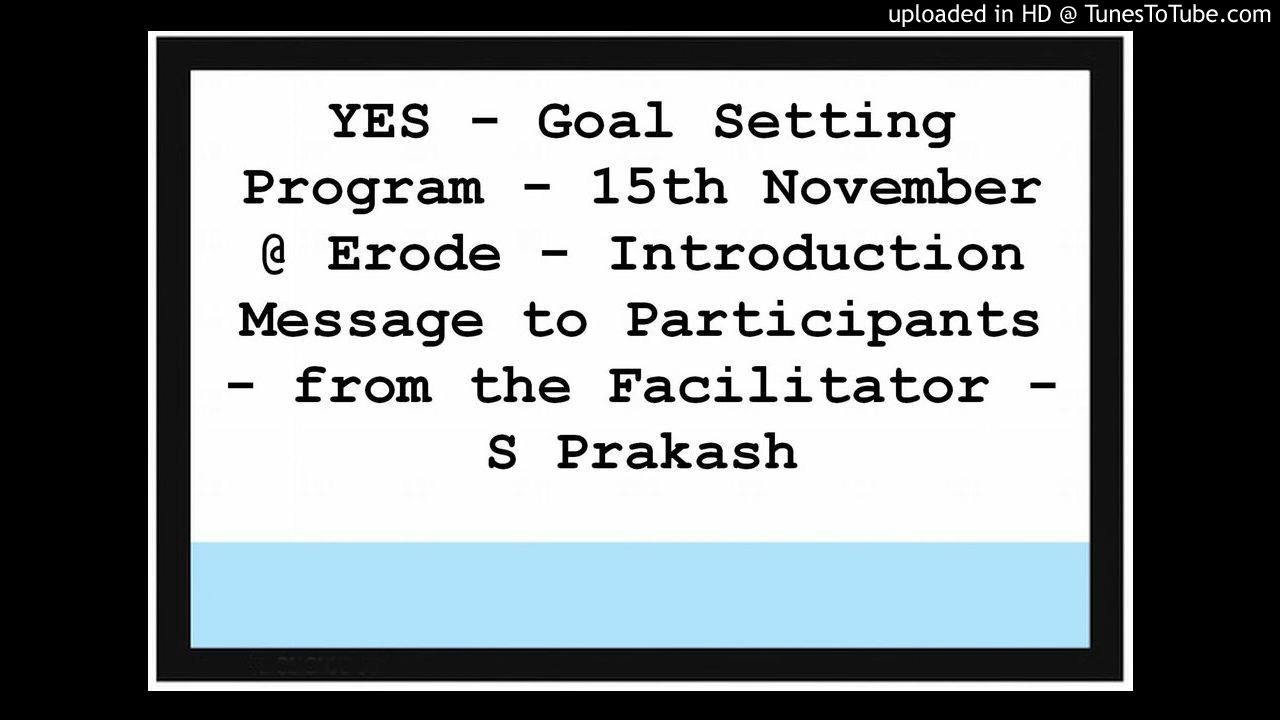 uploaded in HD @ TunesToTube.com
YES - Goal Setting
Program - 15th November
@ Erode - Introduction
Message to Participants
- from the Facilitator -
S Prakash